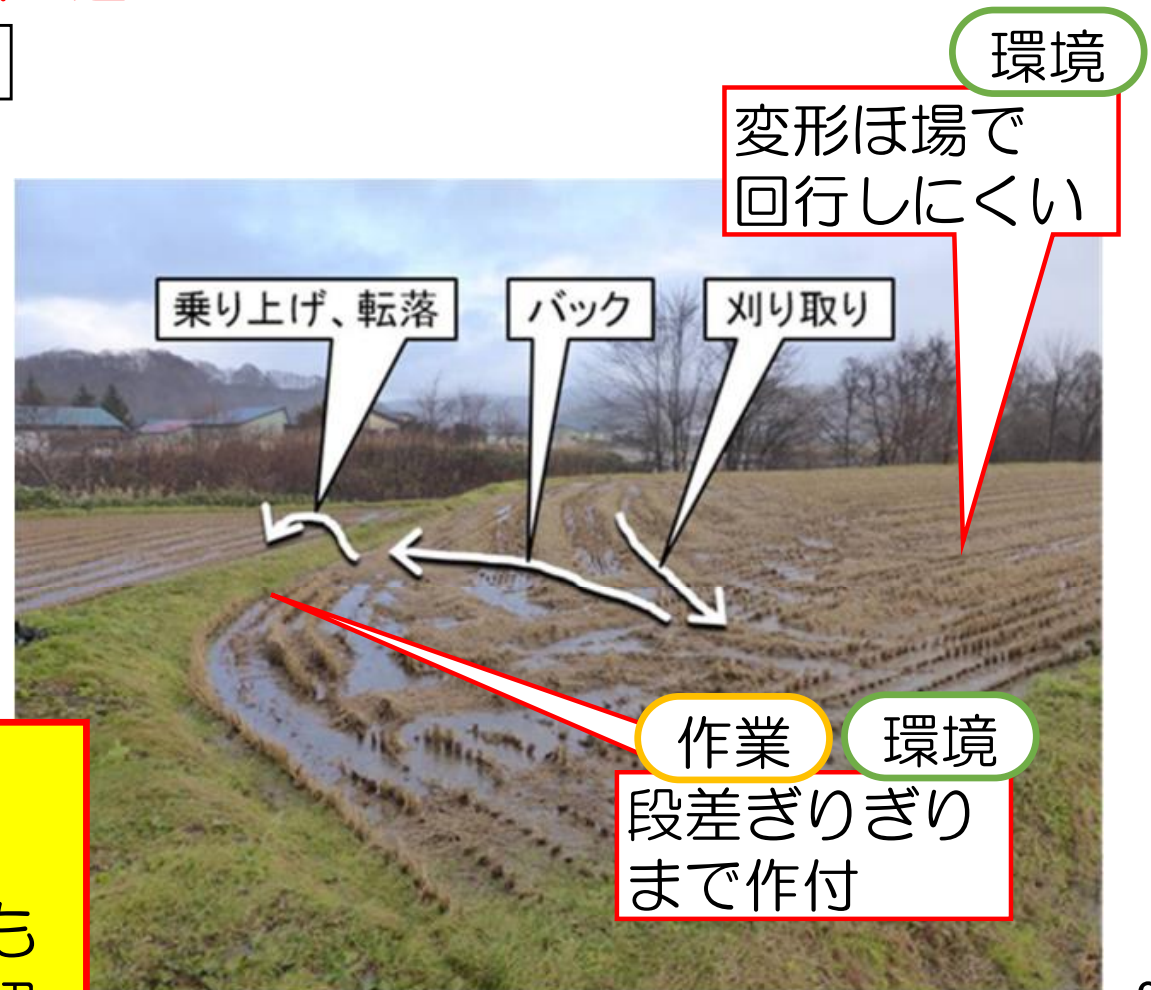 環境
変形ほ場で
回行しにくい
乗り上げ、転落
バック
刈り取り
作業
環境
段差ぎりぎり
まで作付
も